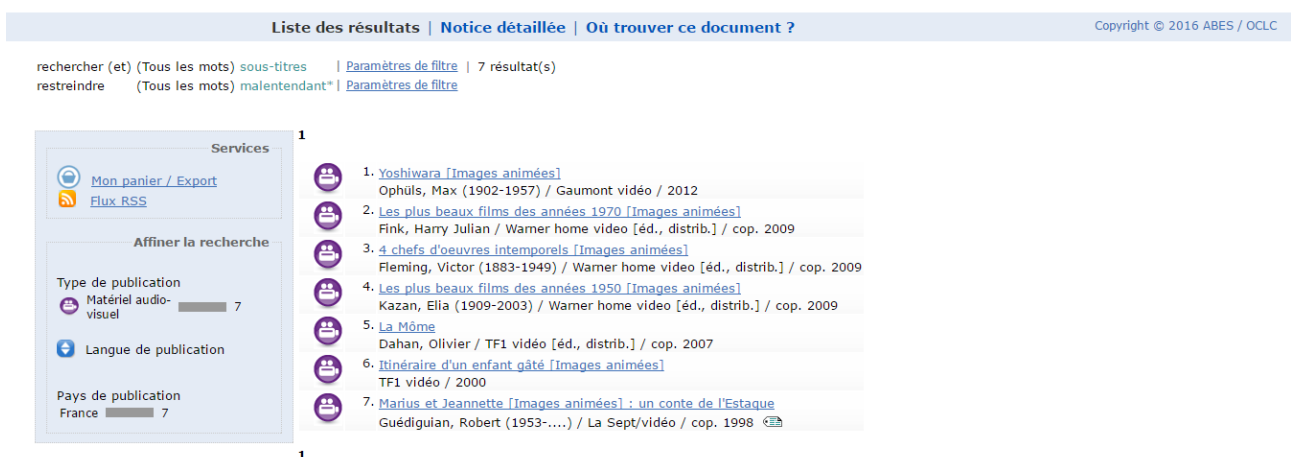 Liste des résultats | Notice détaillée | Où trouver ce document ?
Copyright © 2016 ABES / OCLC
rechercher (et) (Tous les mots) sous-titres | Paramètres de filtre | 7 résultat(s)
restreindre (Tous les mots) malentendant* | Paramètres de filtre
Services
Mon panier / Export
Flux RSS
Affiner la recherche
Type de publication
Matériel audio-
visuel 7
Langue de publication
Pays de publication
France 7
1
1. Yoshiwara [Images animées]
Ophüls, Max (1902-1957) / Gaumont vidéo / 2012
2. Les plus beaux films des années 1970 [Images animées]
Fink, Harry Julian / Warner home video [éd., distrib.] / cop. 2009
3. 4 chefs d'oeuvres intemporels [Images animées]
Fleming, Victor (1883-1949) / Warner home video [éd., distrib.] / cop. 2009
4. Les plus beaux films des années 1950 [Images animées]
Kazan, Elia (1909-2003) / Warner home video [éd., distrib.] / cop. 2009
5. La Môme
Dahan, Olivier / TF1 vidéo [éd., distrib.] / cop. 2007
6. Itinéraire d'un enfant gâté [Images animées]
TF1 vidéo / 2000
7. Marius et Jeannette [Images animées] : un conte de l'Estaque
Guédiguian, Robert (1953-....) / La Sept/vidéo / cop. 1998
1